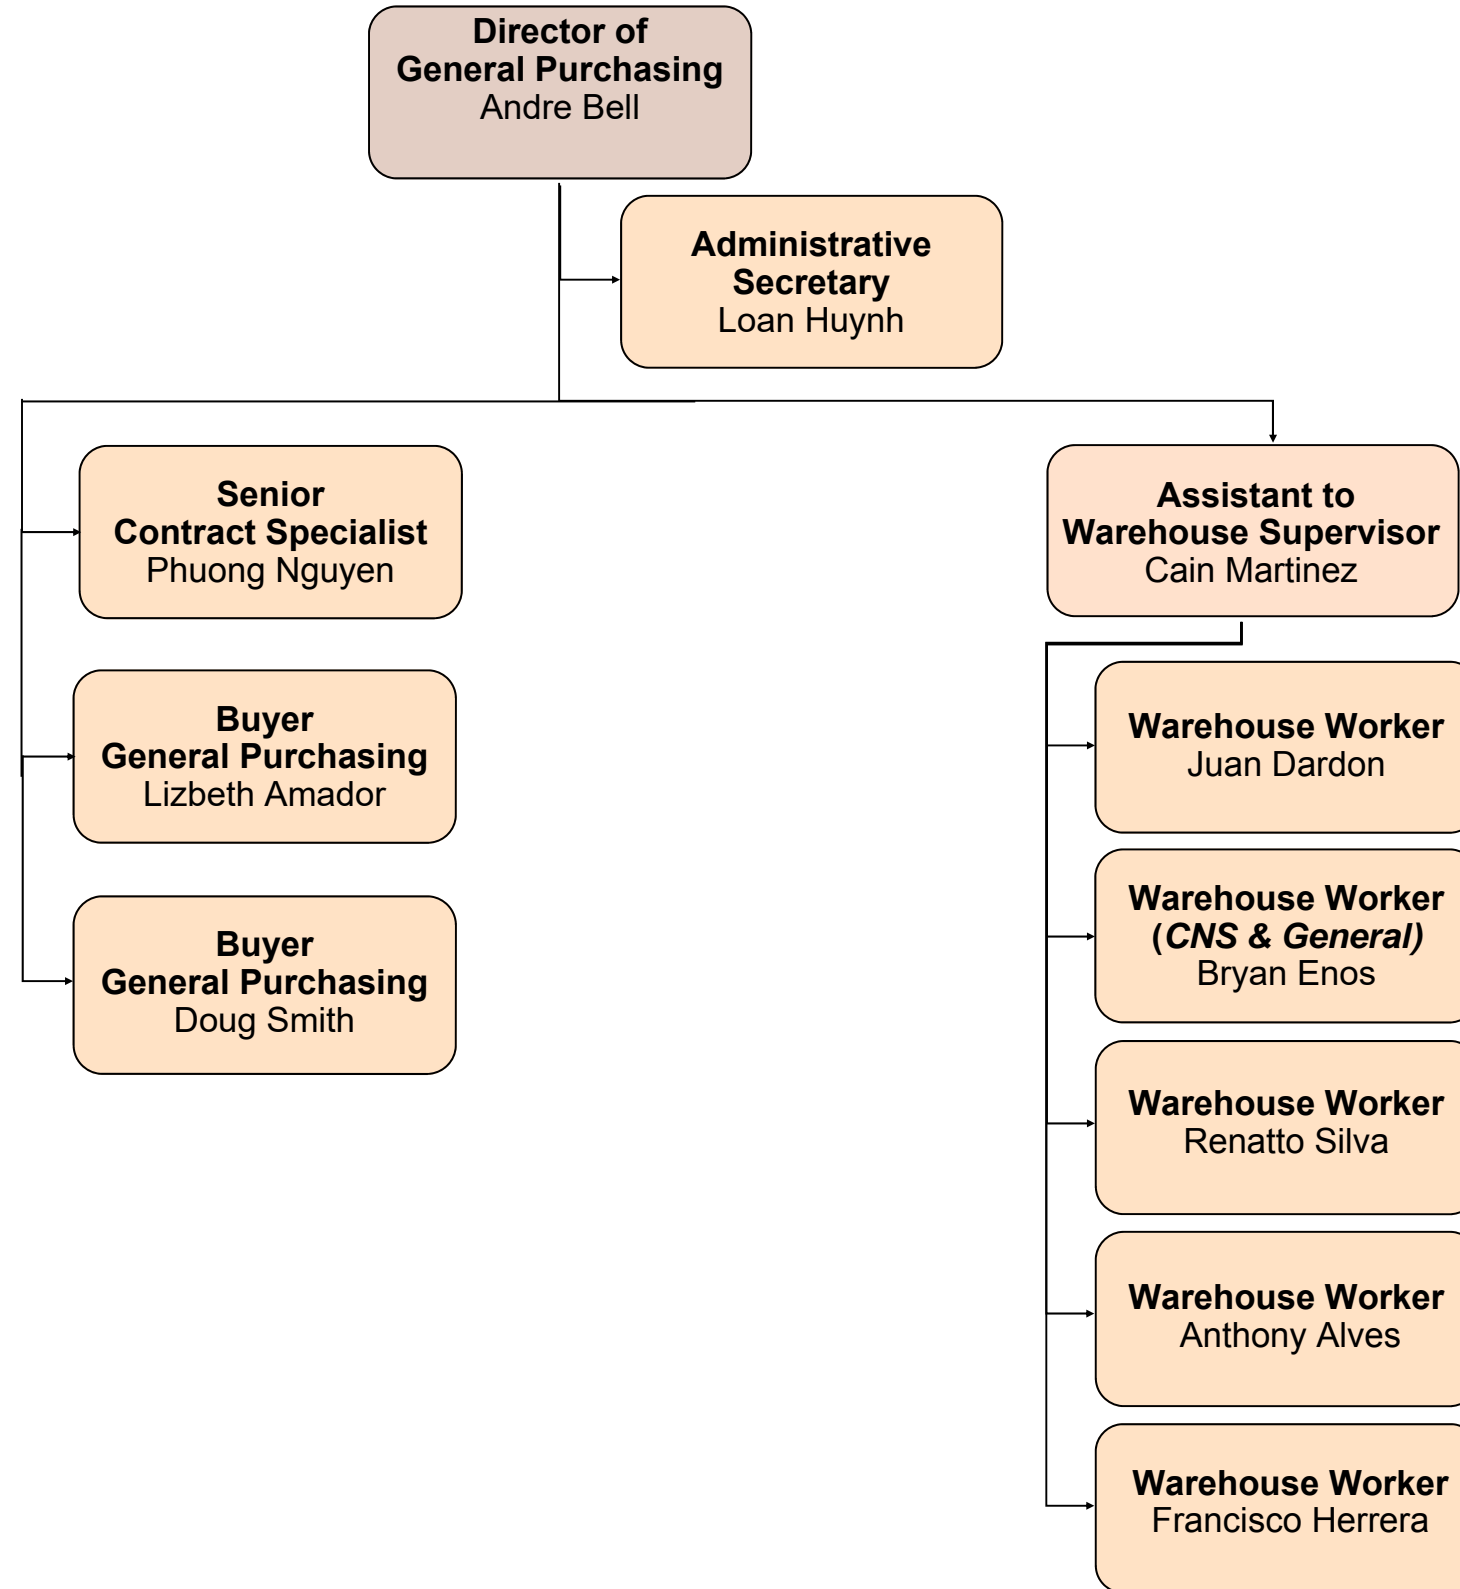 Director of
General Purchasing
Andre Bell
Administrative
Secretary
Loan Huynh
Senior
Contract Specialist
Phuong Nguyen
Buyer
General Purchasing
Lizbeth Amador
Buyer
General Purchasing
Doug Smith
Assistant to
Warehouse Supervisor
Cain Martinez
Warehouse Worker
Juan Dardon
Warehouse Worker
(CNS & General)
Bryan Enos
Warehouse Worker
Renatto Silva
Warehouse Worker
Anthony Alves
Warehouse Worker
Francisco Herrera